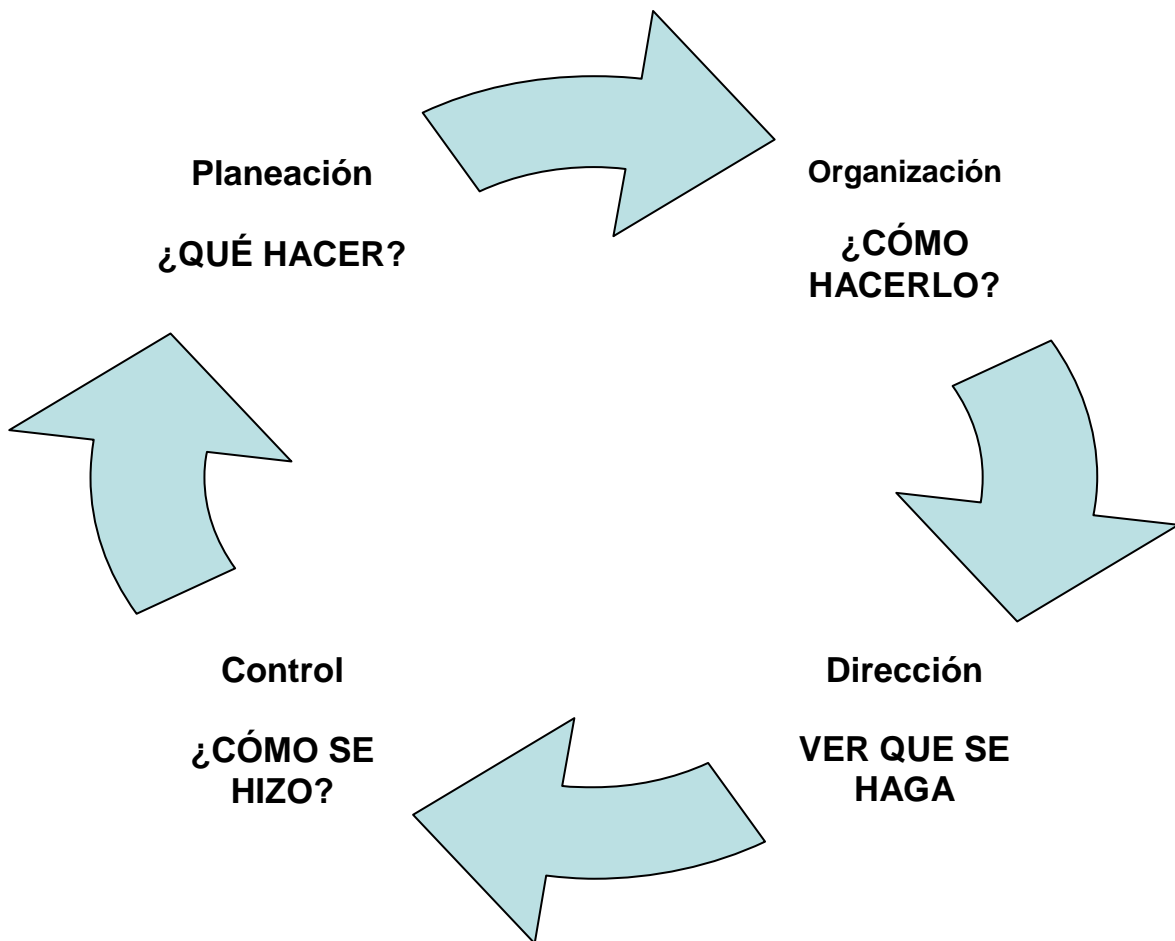 Planeación
¿QUÉ HACER?
Organización
¿CÓMO
HACERLO?
Dirección
VER QUE SE
HAGA
Control
¿CÓMO SE
HIZO?